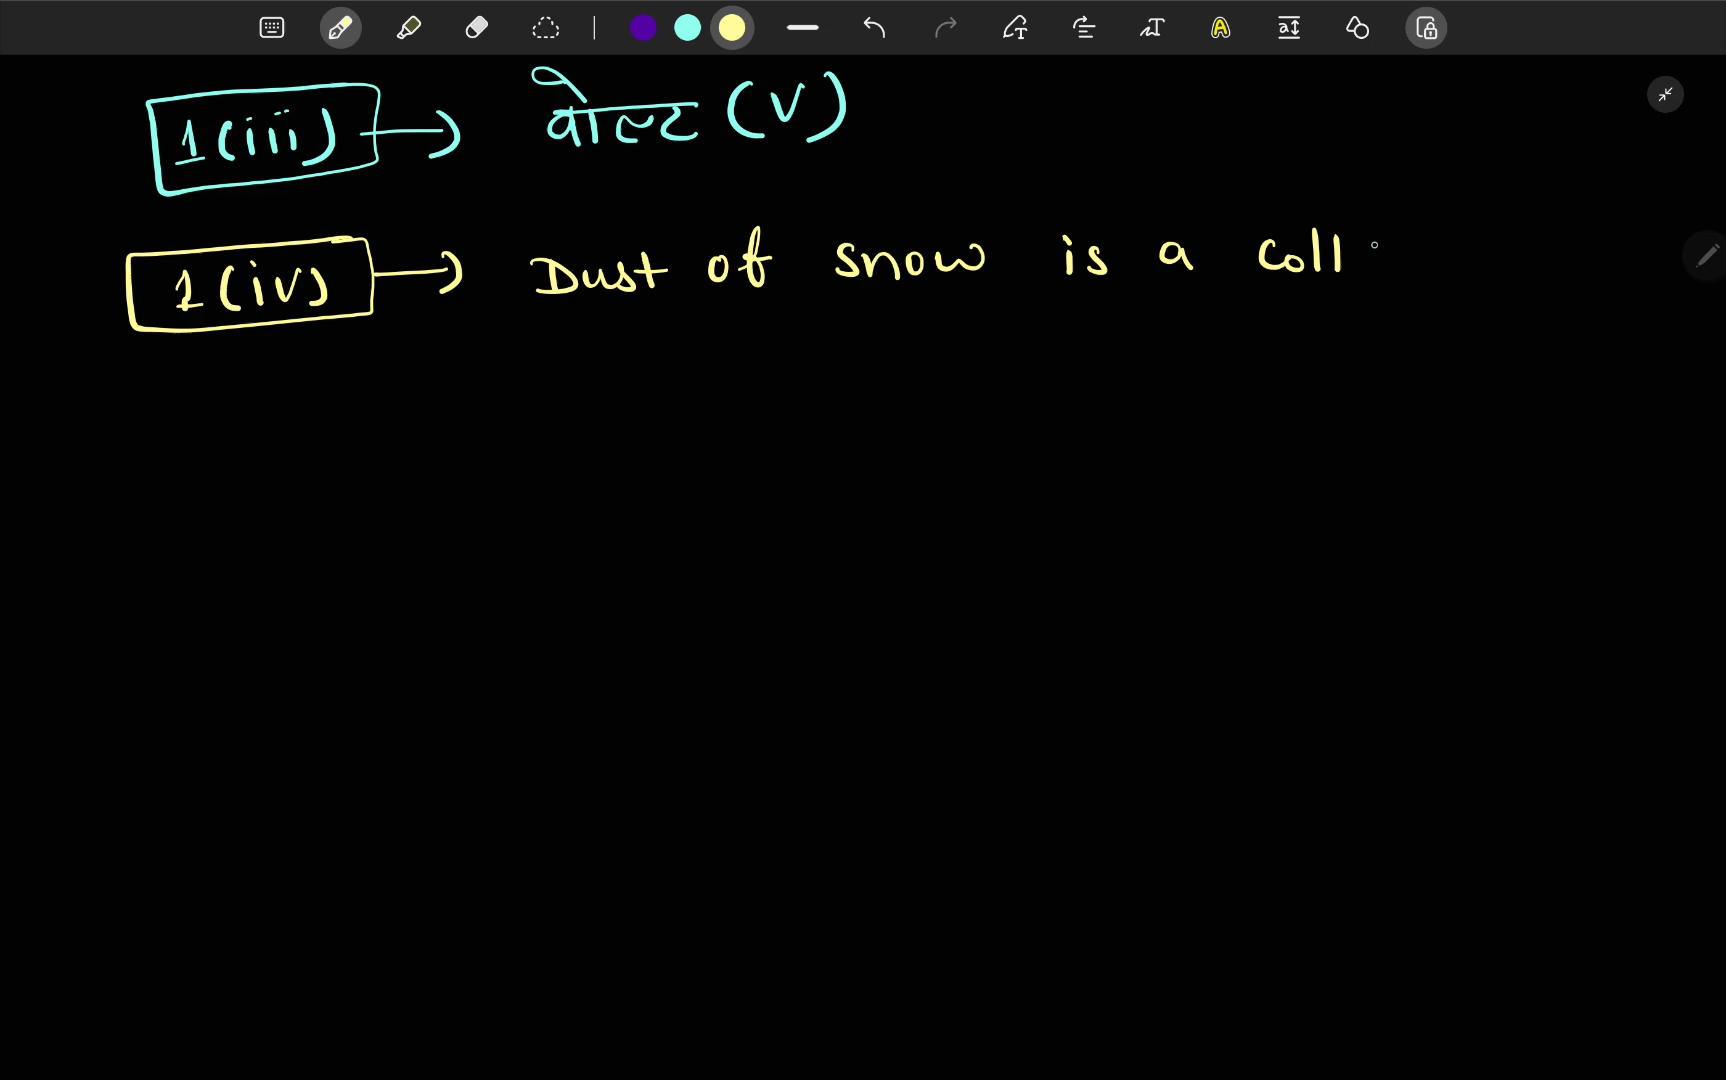 1(iii) → वोल्ट (V)
1(iv) → Dust of snow is a coll